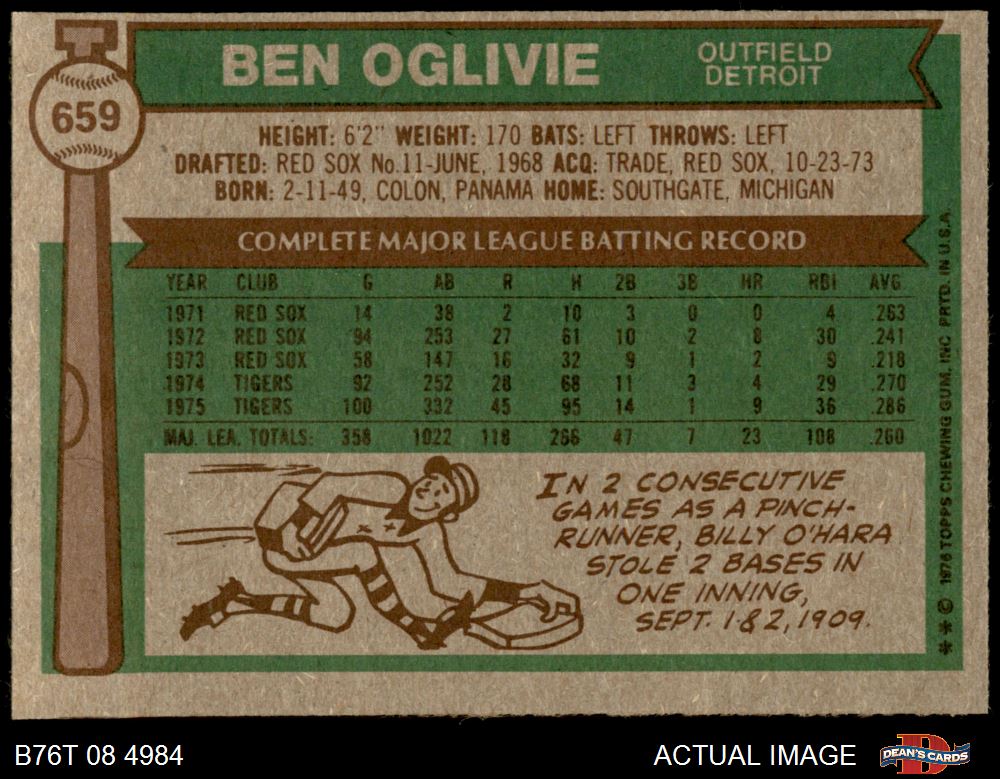 659
BEN OGLIVIE
OUTFIELD
DETROIT
HEIGHT: 6'2" WEIGHT: 170 BATS: LEFT THROWS: LEFT
DRAFTED: RED SOX No.11-JUNE, 1968 ACQ: TRADE, RED SOX, 10-23-73
BORN: 2-11-49, COLON, PANAMA HOME: SOUTHGATE, MICHIGAN
COMPLETE MAJOR LEAGUE BATTING RECORD
YEAR CLUB G AB R H 2B 3B HR RBI AVG
1971 RED SOX 14 38 2 10 3 0 0 4 .263
1972 RED SOX 94 253 27 61 10 2 8 30 .241
1973 RED SOX 58 147 16 32 9 1 2 9 .218
1974 TIGERS 92 252 28 68 11 3 4 29 .270
1975 TIGERS 100 332 45 95 14 1 9 36 .286
MAJ. LEA. TOTALS: 358 1022 118 266 47 7 23 108 .260
IN 2 CONSECUTIVE
GAMES AS A PINCH-
RUNNER, BILLY O'HARA
STOLE 2 BASES IN
ONE INNING,
SEPT. 1 & 2, 1909.
** © 1976 TOPPS CHEWING GUM, INC PRTD. IN U.S.A.
B76T 08 4984
ACTUAL IMAGE
DEAN'S CARDS